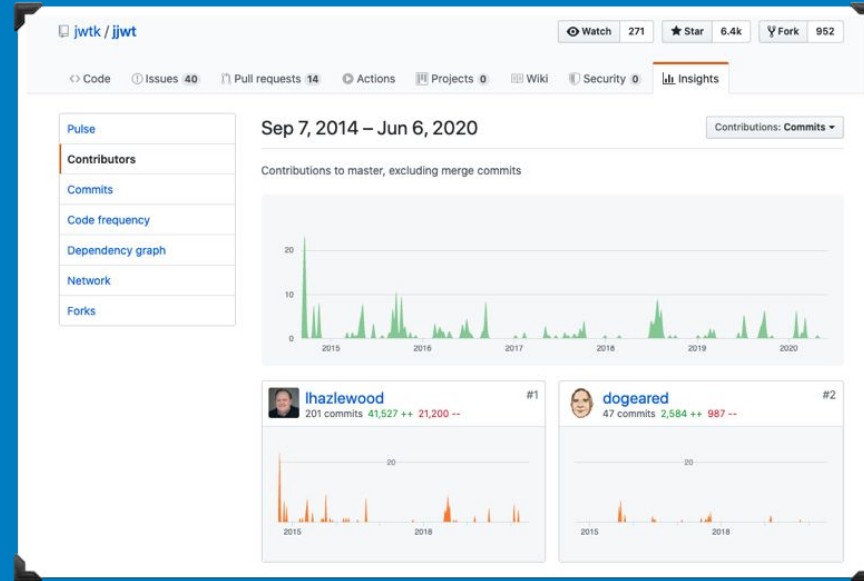 jwtk / jjwt
Watch 271 Star 6.4k Fork 952
Code Issues 40 Pull requests 14 Actions Projects 0 Wiki Security 0 Insights
Pulse
Contributors
Commits
Code frequency
Dependency graph
Network
Forks
Sep 7, 2014 – Jun 6, 2020
Contributions: Commits
Contributions to master, excluding merge commits
20
10
0
2015 2016 2017 2018 2019 2020
lhazlewood #1
201 commits 41,527 ++ 21,200 --
20
2015 2018
dogeared #2
47 commits 2,584 ++ 987 --
20
2015 2018